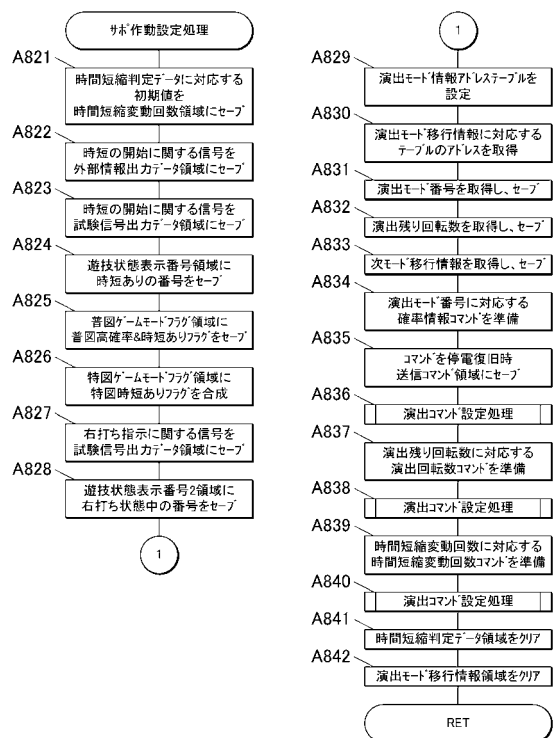 サポ作動設定処理
A821
時間短縮判定データに対応する
初期値を
時間短縮変動回数領域にセーブ
A822
時短の開始に関する信号を
外部情報出力データ領域にセーブ
A823
時短の開始に関する信号を
試験信号出力データ領域にセーブ
A824
遊技状態表示番号領域に
時短ありの番号をセーブ
A825
普図ゲームモードフラグ領域に
普図高確率&時短ありフラグをセーブ
A826
特図ゲームモードフラグ領域に
特図時短ありフラグを合成
A827
右打ち指示に関する信号を
試験信号出力データ領域にセーブ
A828
遊技状態表示番号2領域に
右打ち状態中の番号をセーブ
1
1
A829
演出モード情報アドレステーブルを
設定
A830
演出モード移行情報に対応する
テーブルのアドレスを取得
A831
演出モード番号を取得し、セーブ
A832
演出残り回転数を取得し、セーブ
A833
次モード移行情報を取得し、セーブ
A834
演出モード番号に対応する
確率情報コマンドを準備
A835
コマンドを停電復旧時
送信コマンド領域にセーブ
A836
演出コマンド設定処理
A837
演出残り回転数に対応する
演出回転数コマンドを準備
A838
演出コマンド設定処理
A839
時間短縮変動回数に対応する
時間短縮変動回数コマンドを準備
A840
演出コマンド設定処理
A841
時間短縮判定データ領域をクリア
A842
演出モード移行情報領域をクリア
RET